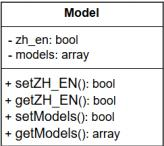 Model
- zh_en: bool
- models: array
+ setZH_EN(): bool
+ getZH_EN(): bool
+ setModels(): bool
+ getModels(): array